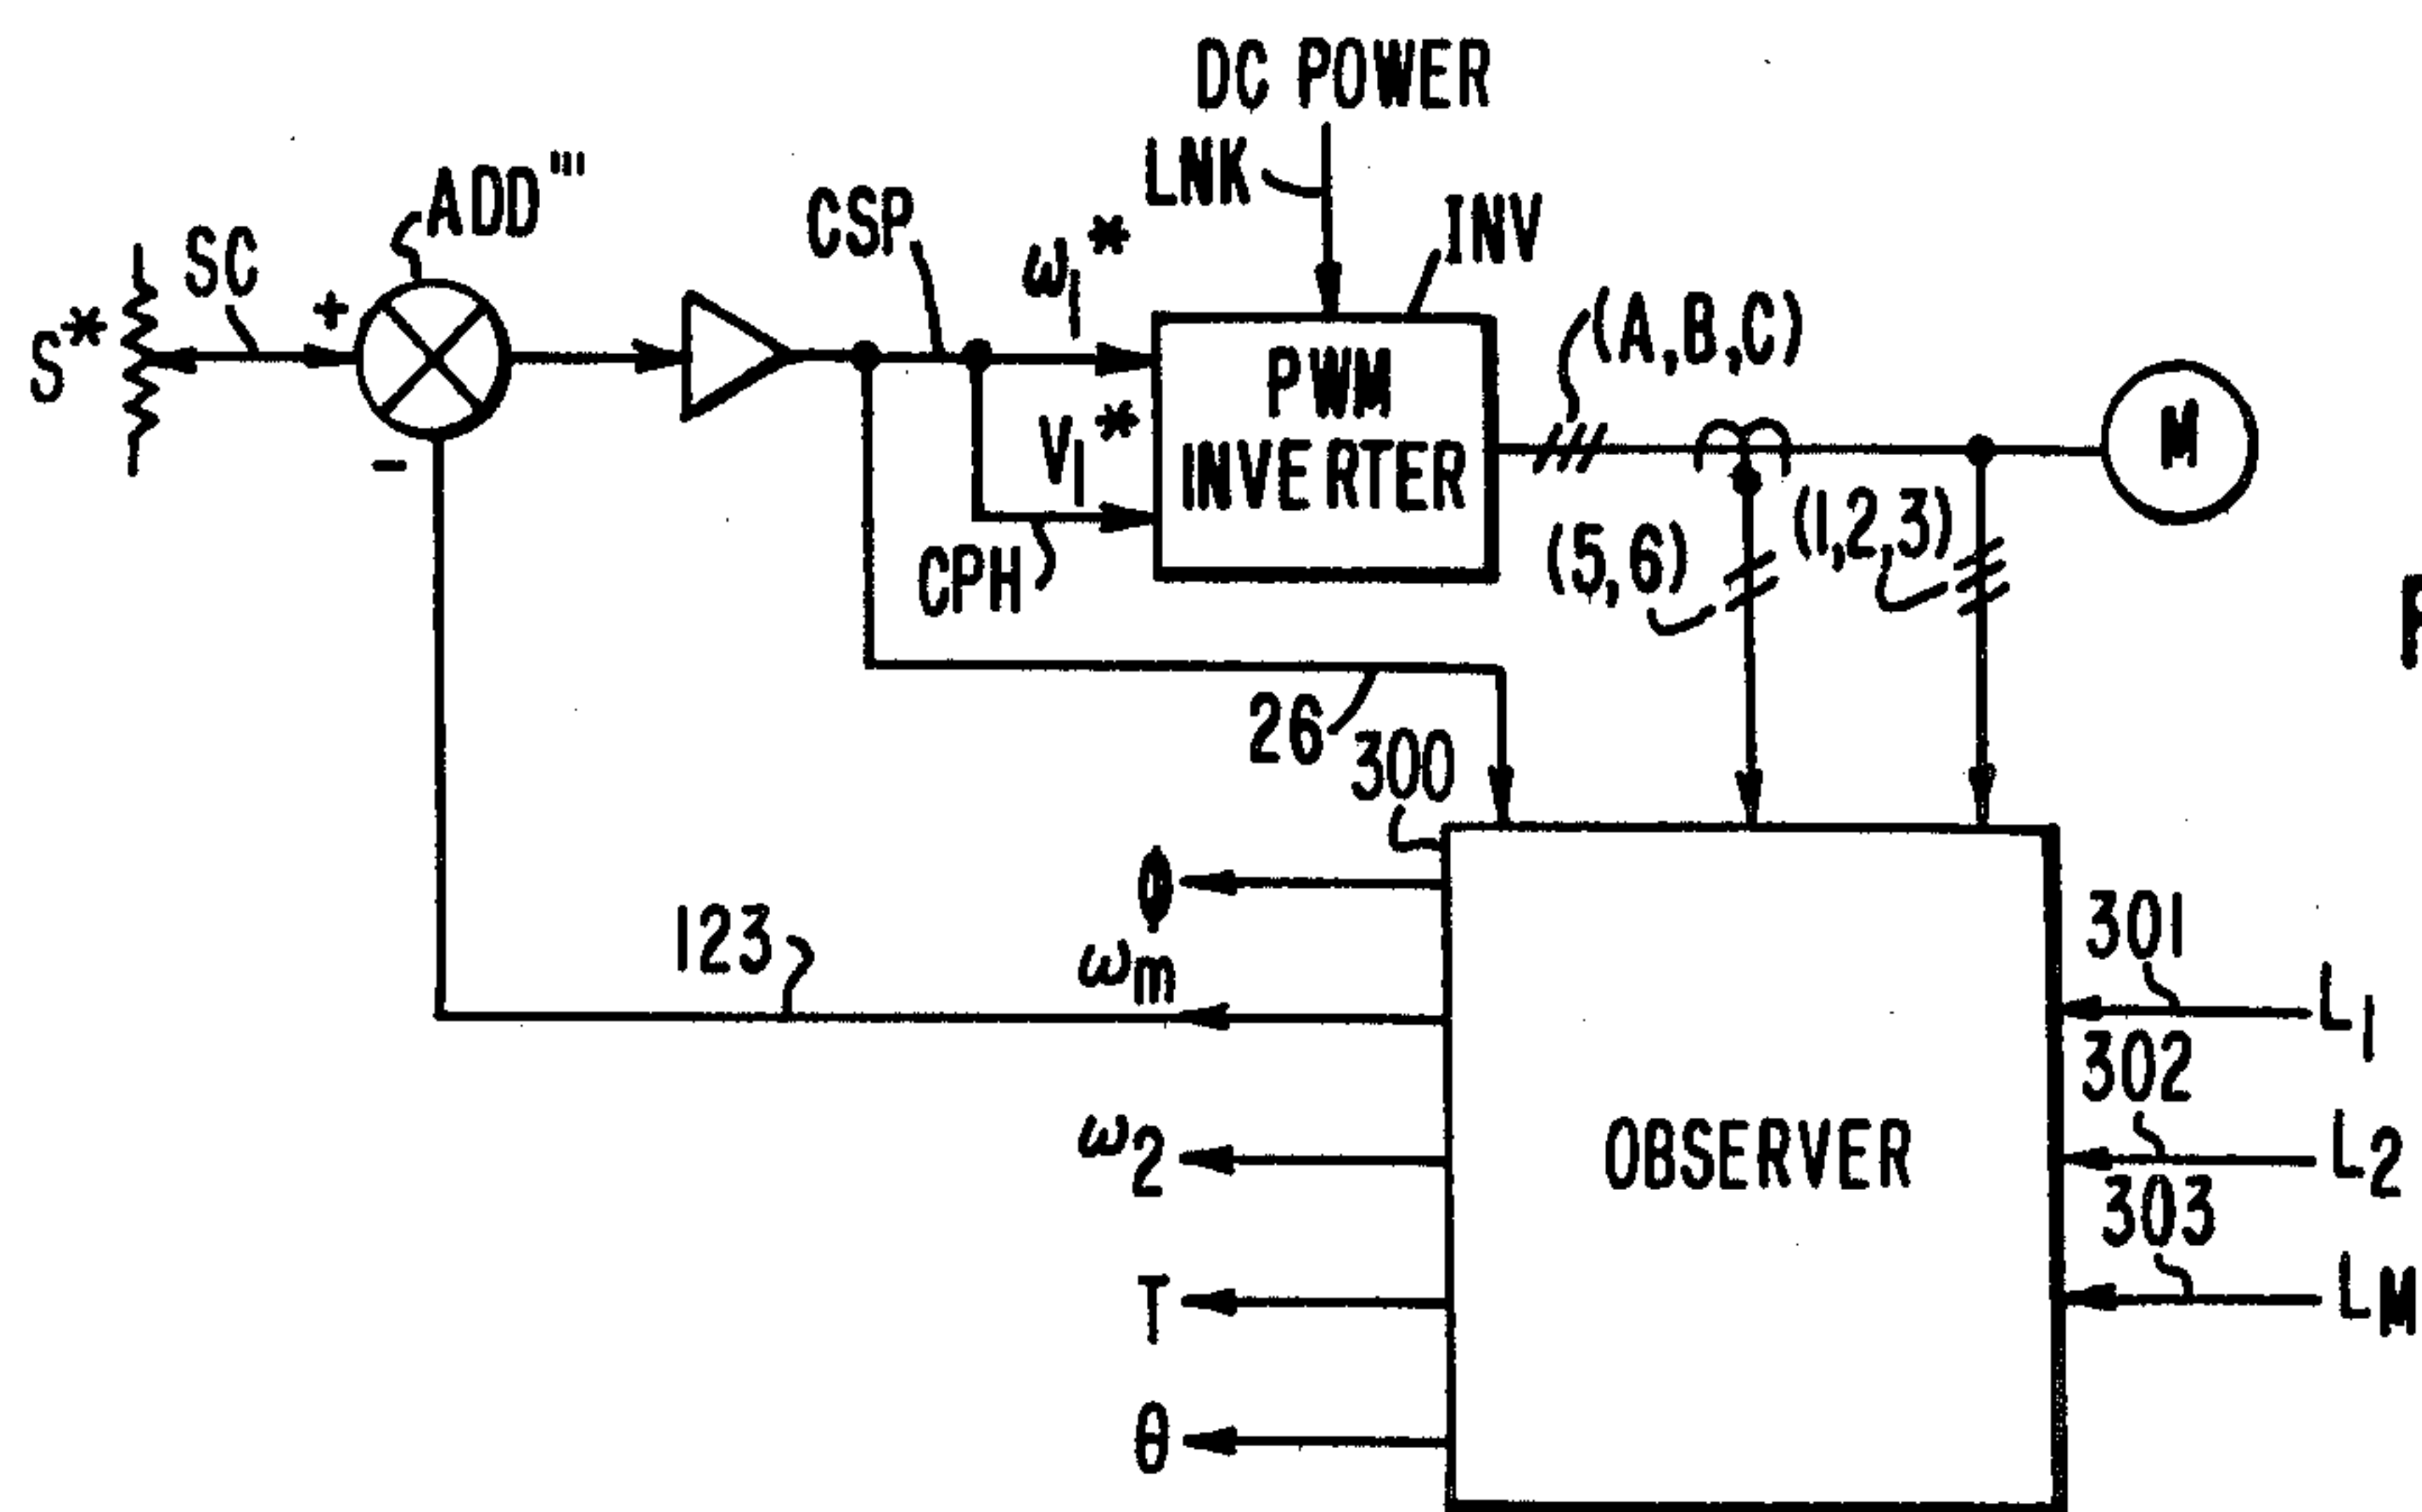 DC POWER
LNK
ADD'''
CSP
ω1*
INV
SC
+
S*
(A,B,C)
PWM
INVERTER
M
V1*
-
CPH
(5,6)
(1,2,3)
26
300
φ
123
ωm
301
L1
302
ω2
OBSERVER
L2
303
T
LM
θ